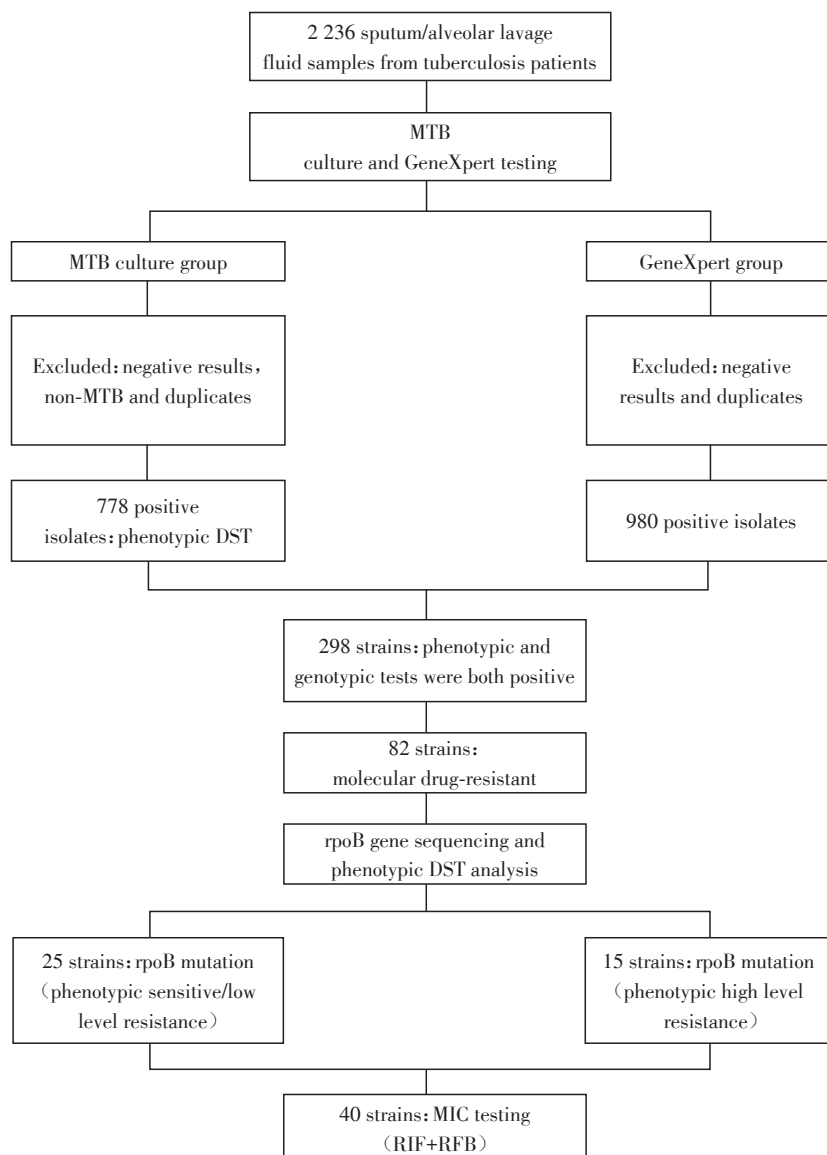 2 236 sputum/alveolar lavage
fluid samples from tuberculosis patients
MTB
culture and GeneXpert testing
MTB culture group
GeneXpert group
Excluded：negative results，
non-MTB and duplicates
Excluded：negative
results and duplicates
778 positive
isolates：phenotypic DST
980 positive isolates
298 strains：phenotypic and
genotypic tests were both positive
82 strains：
molecular drug-resistant
rpoB gene sequencing and
phenotypic DST analysis
25 strains：rpoB mutation
（phenotypic sensitive/low
level resistance）
15 strains：rpoB mutation
（phenotypic high level
resistance）
40 strains：MIC testing
（RIF+RFB）